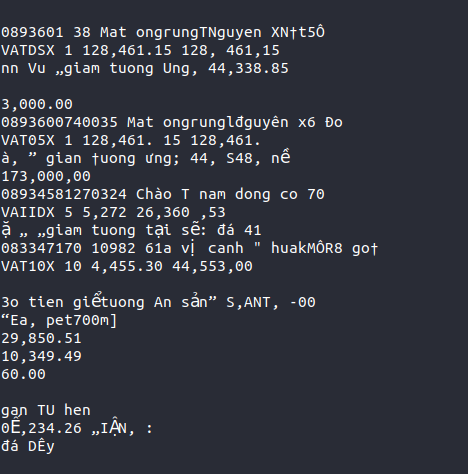 0893601 38 Mat ongrungTNguyen XN†t5Ô
VATDSX 1 128,461.15 128, 461,15
nn Vu „giam tuong Ung, 44,338.85
3,000.00
0893600740035 Mat ongrunglđguyên x6 Đo
VAT05X 1 128,461. 15 128,461.
à, ” gian †uong ưng; 44, S48, nề
173,000,00
08934581270324 Chào T nam dong co 70
VAIIDX 5 5,272 26,360 ,53
ặ „ „giam tuong tại sẽ: đá 41
083347170 10982 61a vị canh " huakMÔR8 go†
VAT10X 10 4,455.30 44,553,00
3o tien giểtuong An sản” S,ANT, -00
“Ea, pet700m]
29,850.51
10,349.49
60.00
gan TU hen
0Ế,234.26 „IẬN, :
đá DÊy